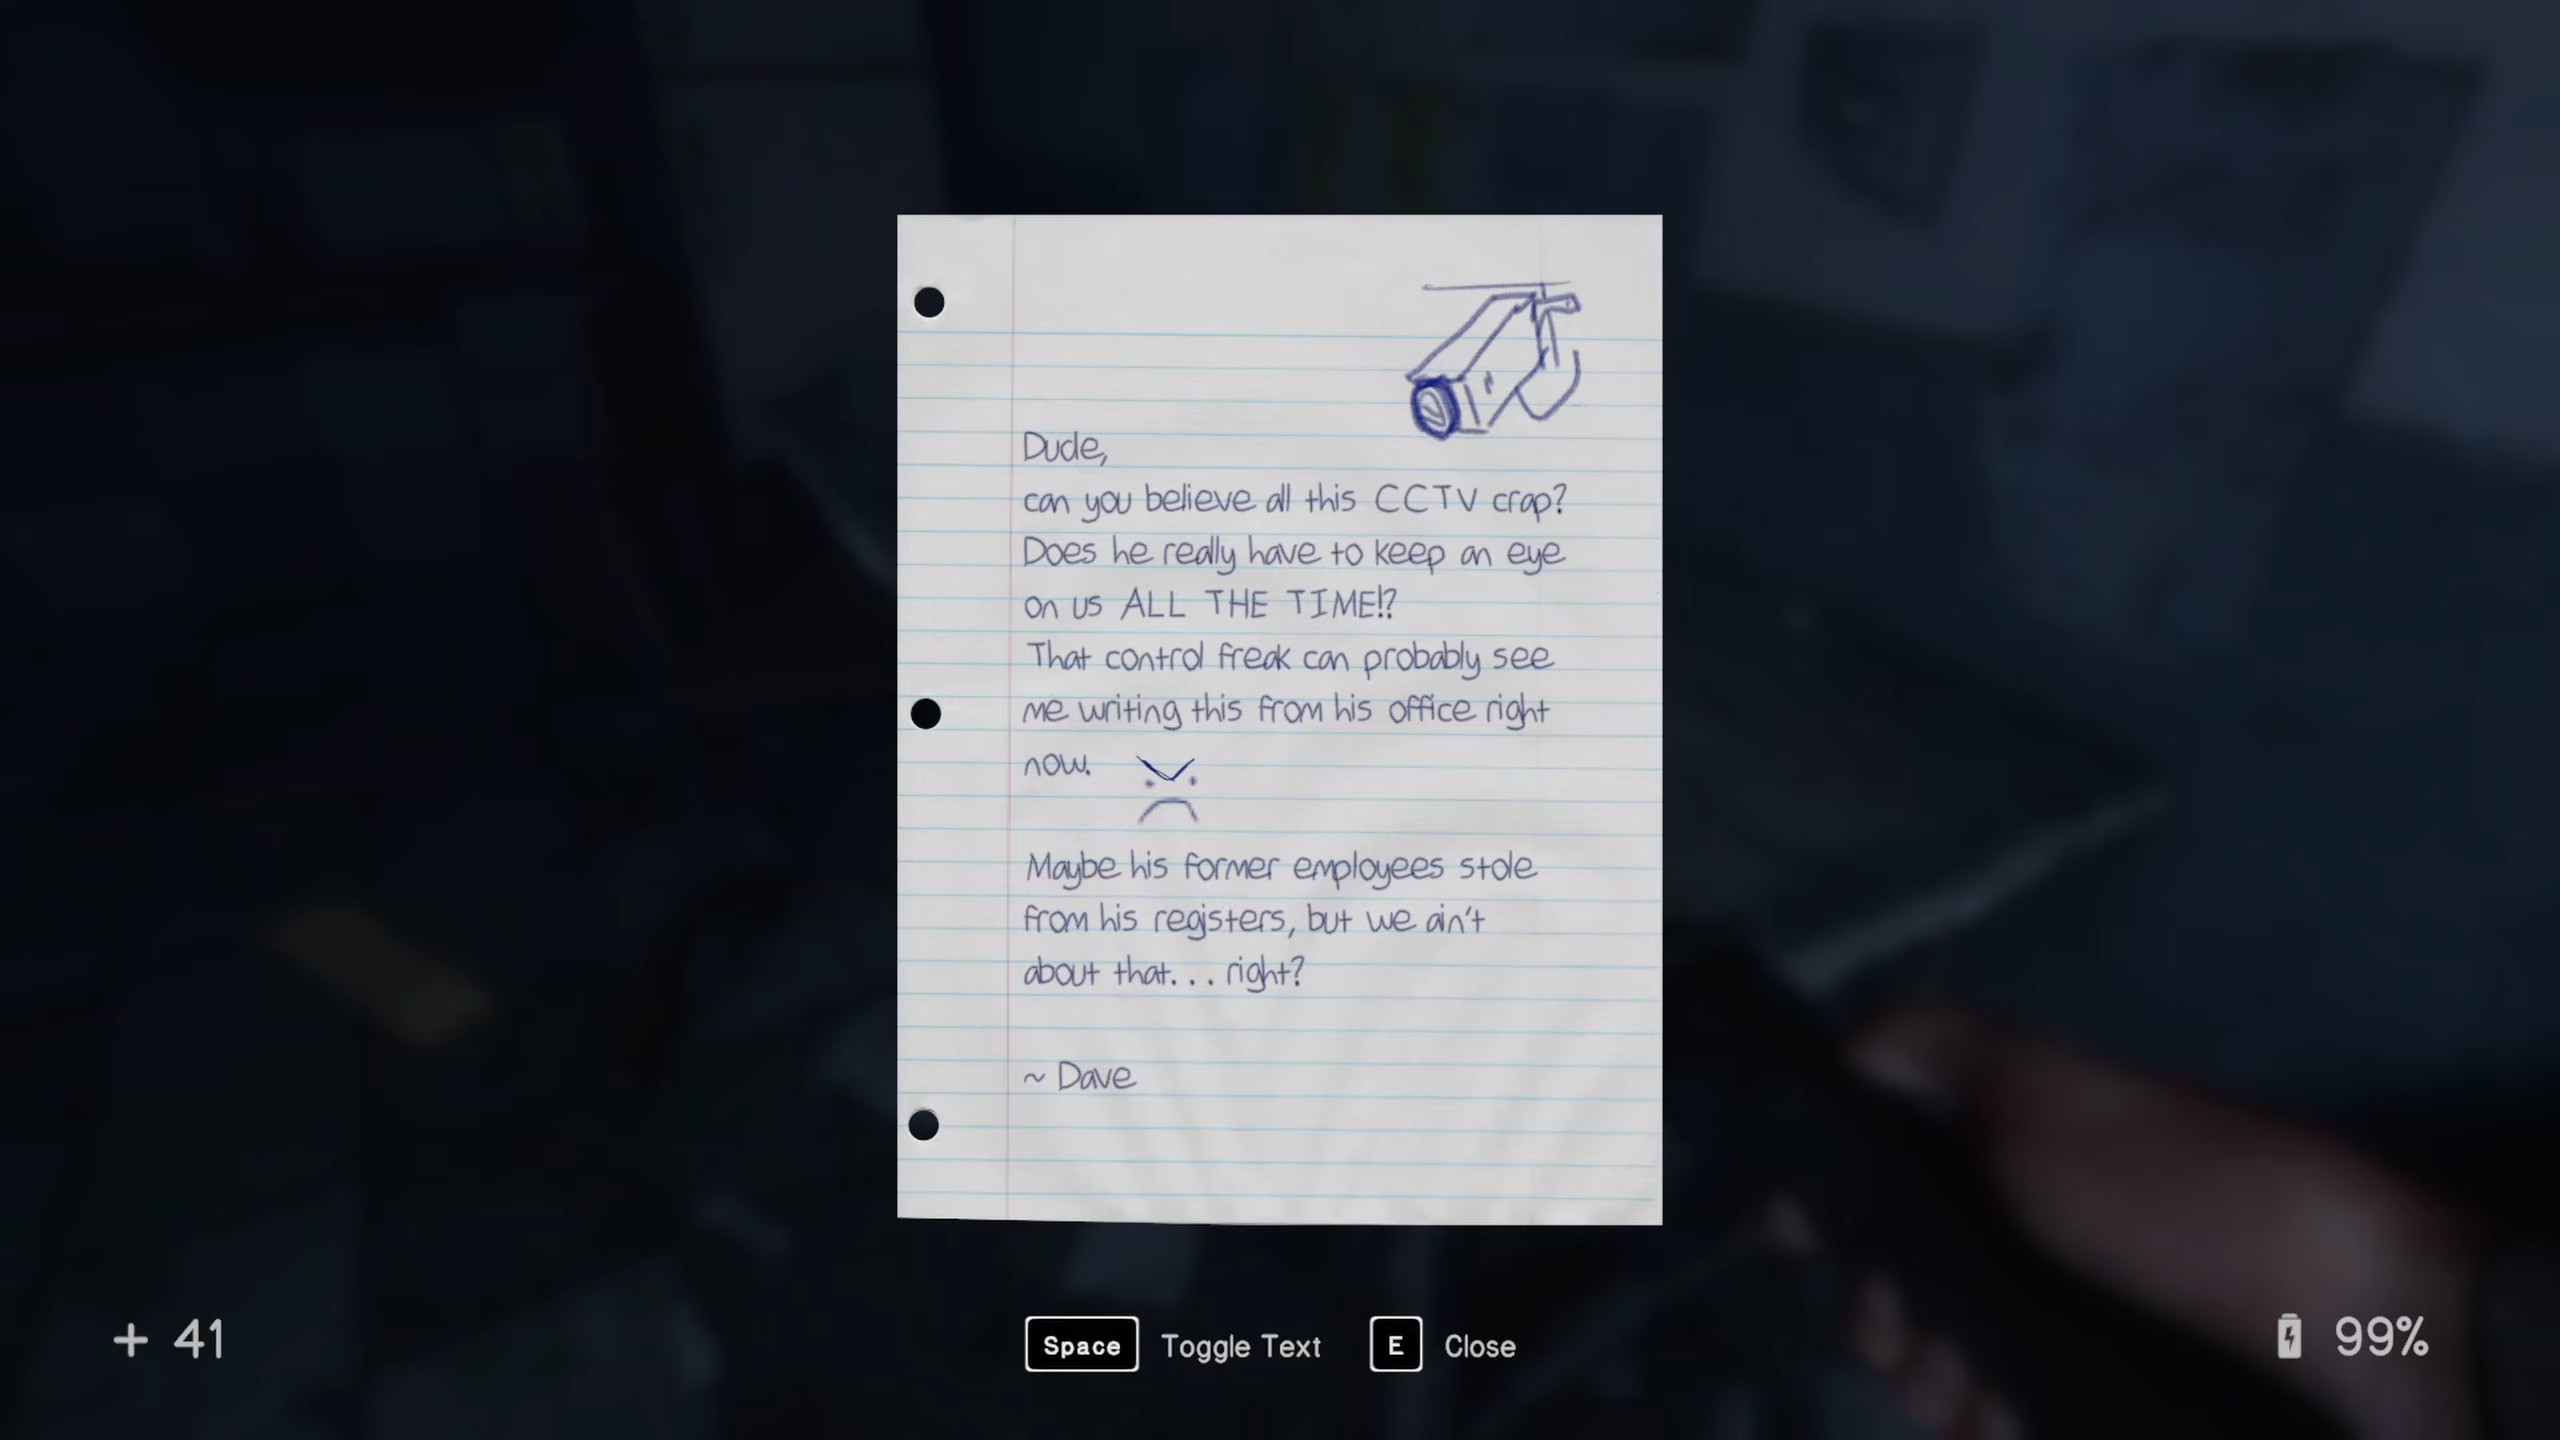 Dude,
can you believe all this CCTV crap?
Does he really have to keep an eye
on us ALL THE TIME!?
That control freak can probably see
me writing this from his office right
now.
Maybe his former employees stole
from his registers, but we ain't
about that... right?
~ Dave
+ 41
Space Toggle Text E Close
99%